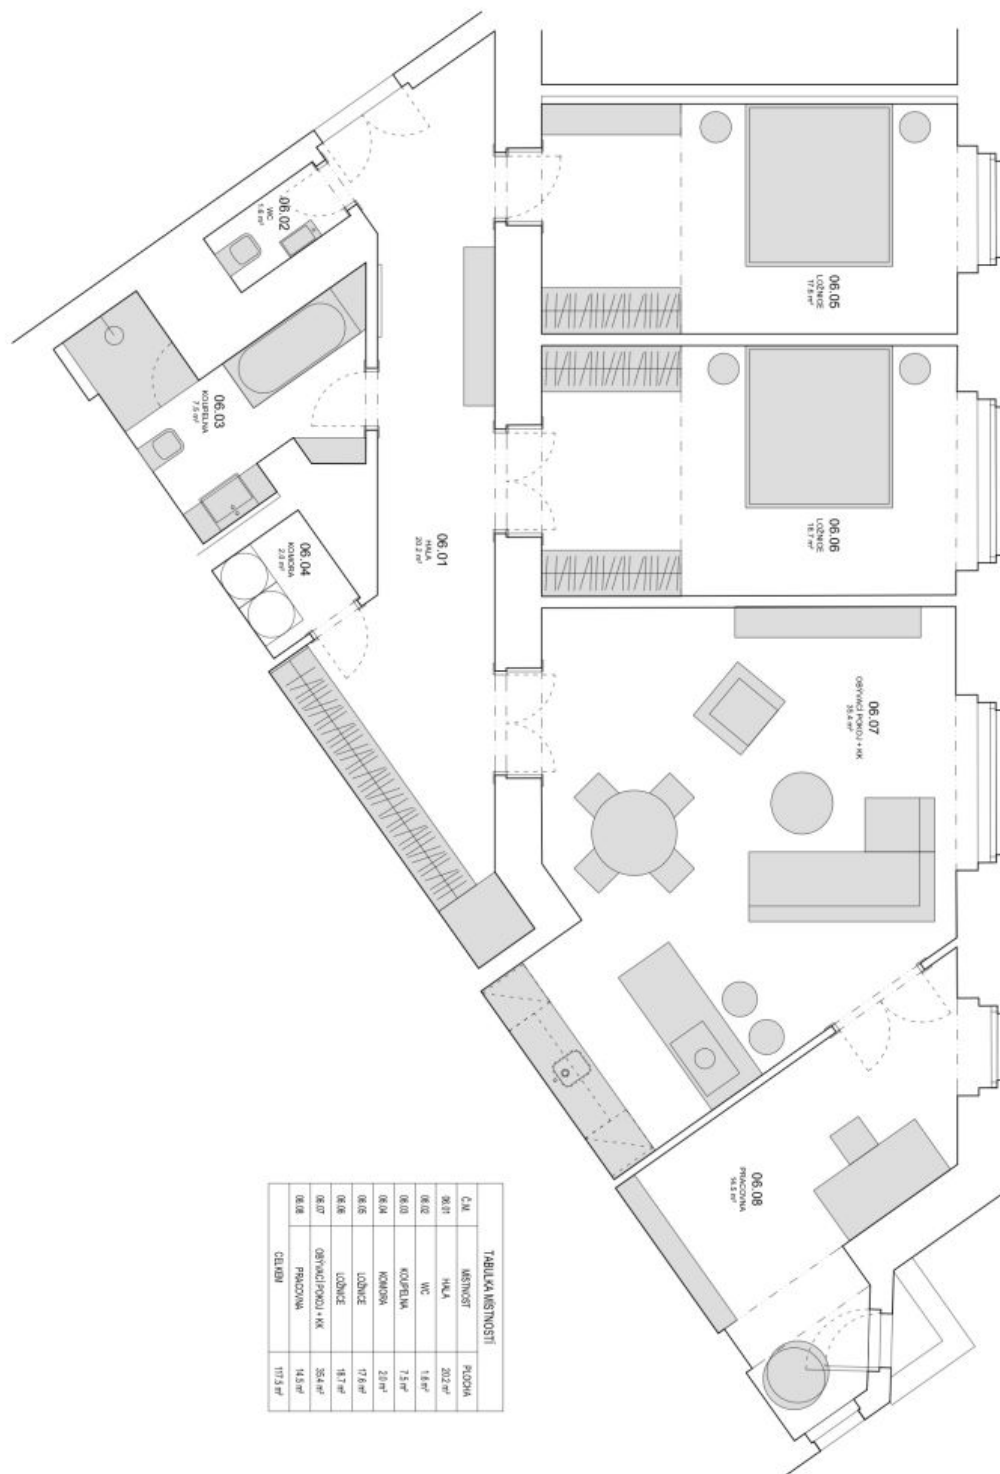 06.01
HALA
20.2 m²
06.02
WC
1.6 m²
06.03
KOUPELNA
7.5 m²
06.04
KOMORA
2.0 m²
06.05
LOŽNICE
17.6 m²
06.06
LOŽNICE
18.7 m²
06.07
OBÝVACÍ POKOJ + KK
35.4 m²
06.08
PRACOVNA
14.5 m²
TABULKA MÍSTNOSTÍ
Č.M. MÍSTNOST PLOCHA
06.01 HALA 20.2 m²
06.02 WC 1.6 m²
06.03 KOUPELNA 7.5 m²
06.04 KOMORA 2.0 m²
06.05 LOŽNICE 17.6 m²
06.06 LOŽNICE 18.7 m²
06.07 OBÝVACÍ POKOJ + KK 35.4 m²
06.08 PRACOVNA 14.5 m²
CELKEM 117.5 m²